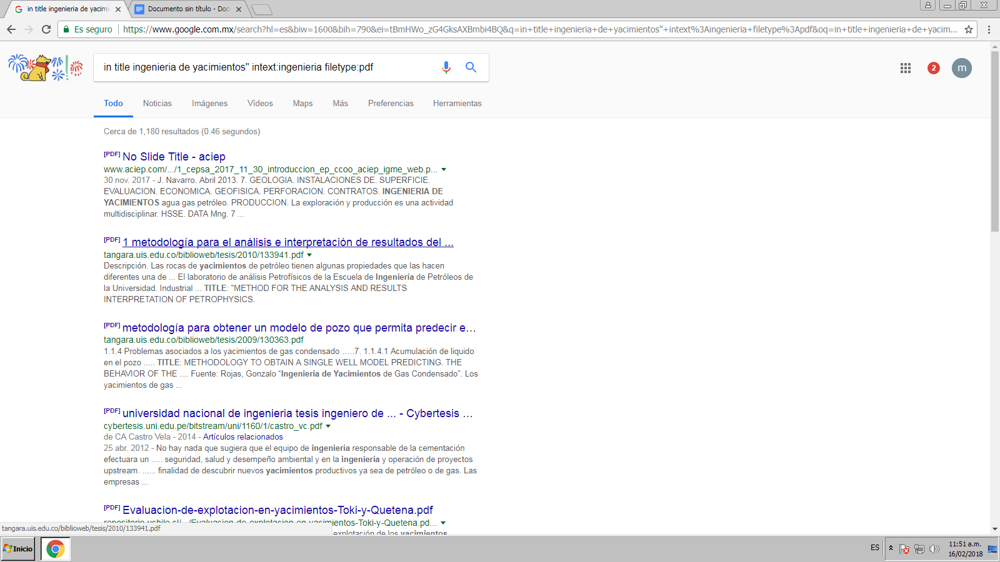 in title ingenieria de yacimi
Documento sin título - Doc
Es seguro
https://www.google.com.mx/search?hl=es&biw=1600&bih=790&ei=tBmHWo_zG4GksAXBmbi4BQ&q=in+title+ingenieria+de+yacimientos"+intext%3Aingenieria+filetype%3Apdf&oq=in+title+ingenieria+de+yacim...
in title ingenieria de yacimientos" intext:ingenieria filetype:pdf
2
m
Todo
Noticias
Imágenes
Vídeos
Maps
Más
Preferencias
Herramientas
Cerca de 1,180 resultados (0.46 segundos)
[PDF] No Slide Title - aciep
www.aciep.com/.../1_cepsa_2017_11_30_introduccion_ep_ccoo_aciep_igme_web.p...
30 nov. 2017 - J. Navarro. Abril 2013. 7. GEOLOGIA. INSTALACIONES DE. SUPERFICIE.
EVALUACION. ECONOMICA. GEOFISICA. PERFORACION. CONTRATOS. INGENIERIA DE
YACIMIENTOS agua gas petróleo. PRODUCCION. La exploración y producción es una actividad
multidisciplinar. HSSE. DATA Mng. 7 ...
[PDF] 1 metodología para el análisis e interpretación de resultados del ...
tangara.uis.edu.co/biblioweb/tesis/2010/133941.pdf
Descripción. Las rocas de yacimientos de petróleo tienen algunas propiedades que las hacen
diferentes una de ... El laboratorio de análisis Petrofísicos de la Escuela de Ingeniería de Petróleos de
la Universidad. Industrial ... TITLE: "METHOD FOR THE ANALYSIS AND RESULTS
INTERPRETATION OF PETROPHYSICS.
[PDF] metodología para obtener un modelo de pozo que permita predecir e...
tangara.uis.edu.co/biblioweb/tesis/2009/130363.pdf
1.1.4 Problemas asociados a los yacimientos de gas condensado .....7. 1.1.4.1 Acumulación de liquido
en el pozo ..... TITLE: METHODOLOGY TO OBTAIN A SINGLE WELL MODEL PREDICTING. THE
BEHAVIOR OF THE .... Fuente: Rojas, Gonzalo “Ingeniería de Yacimientos de Gas Condensado”. Los
yacimientos de gas ...
[PDF] universidad nacional de ingenieria tesis ingeniero de ... - Cybertesis ...
cybertesis.uni.edu.pe/bitstream/uni/1160/1/castro_vc.pdf
de CA Castro Vela - 2014 - Artículos relacionados
25 abr. 2012 - No hay nada que sugiera que el equipo de ingeniería responsable de la cementación
efectuara un ..... seguridad, salud y desempeño ambiental y en la ingeniería y operación de proyectos
upstream. ...... finalidad de descubrir nuevos yacimientos productivos ya sea de petróleo o de gas. Las
empresas ...
[PDF] Evaluacion-de-explotacion-en-yacimientos-Toki-y-Quetena.pdf
repositorio.uchile.cl/.../Evaluacion-de-explotacion-en-yacimientos-Toki-y-Quetena.pd...
explotación de los yacimientos
tangara.uis.edu.co/biblioweb/tesis/2010/133941.pdf
Inicio
ES
11:51 a.m.
16/02/2018